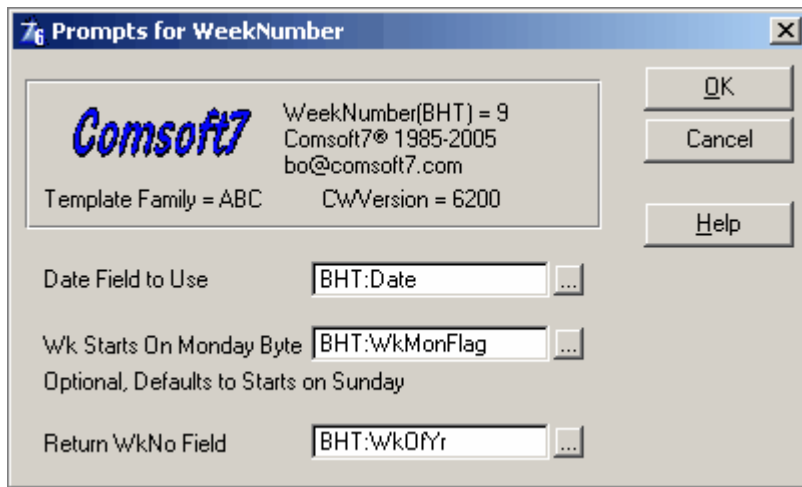 76 Prompts for WeekNumber
Comsoft7
WeekNumber(BHT) = 9
Comsoft7® 1985-2005
bo@comsoft7.com
Template Family = ABC CWVersion = 6200
OK
Cancel
Help
Date Field to Use BHT:Date ...
Wk Starts On Monday Byte BHT:WkMonFlag ...
Optional, Defaults to Starts on Sunday
Return WkNo Field BHT:WkOfYr ...